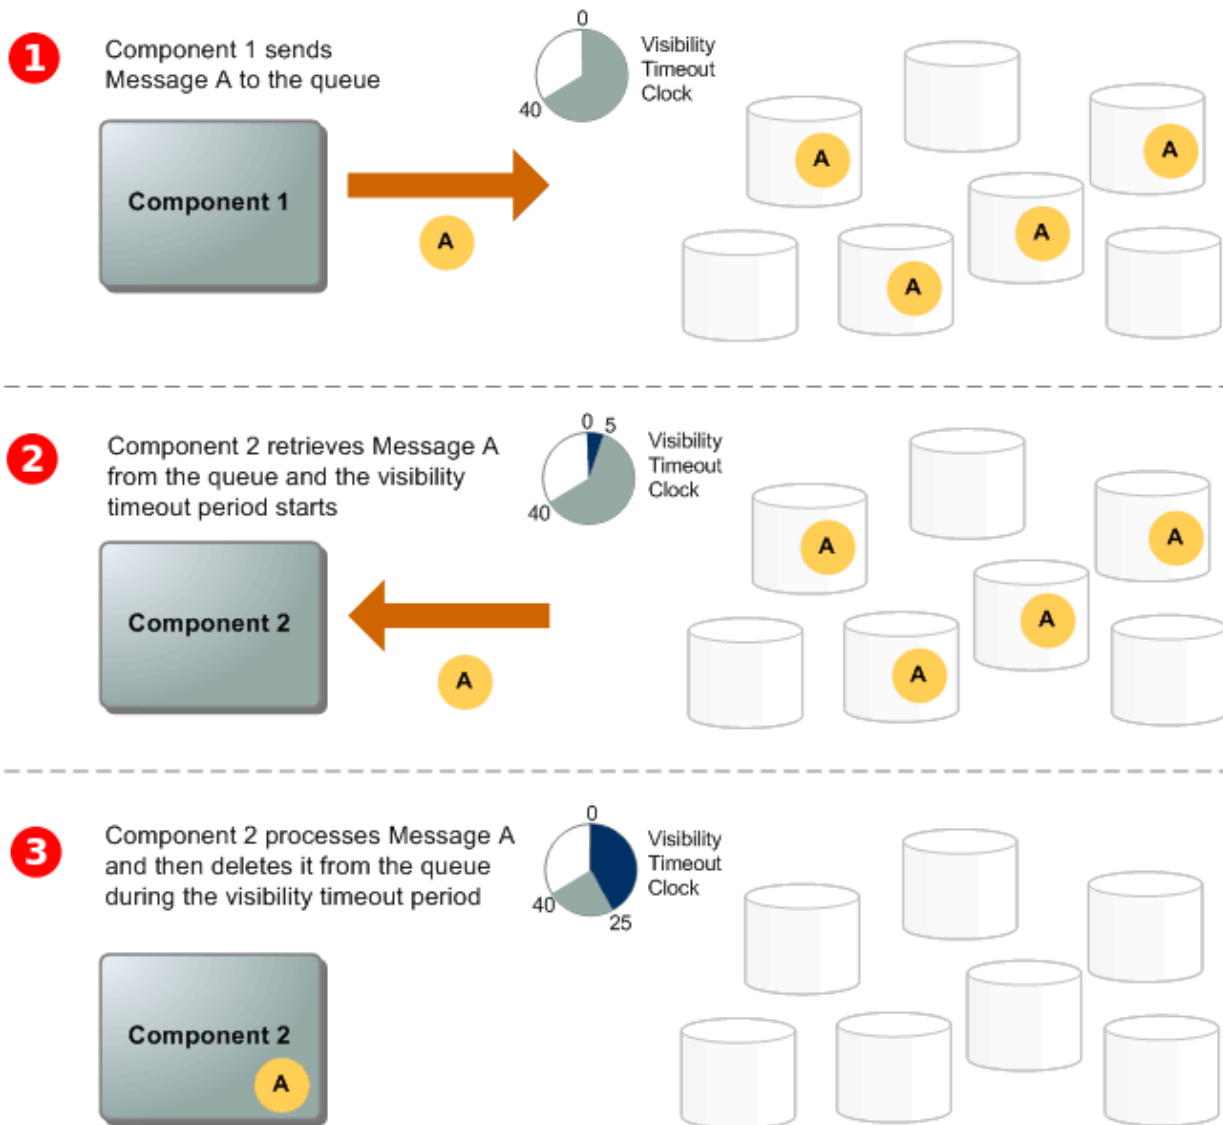 1
Component 1 sends
Message A to the queue
0
40
Visibility
Timeout
Clock
Component 1
A
A
A
A
A
2
Component 2 retrieves Message A
from the queue and the visibility
timeout period starts
0 5
40
Visibility
Timeout
Clock
Component 2
A
A
A
A
A
3
Component 2 processes Message A
and then deletes it from the queue
during the visibility timeout period
0
40
25
Visibility
Timeout
Clock
Component 2
A